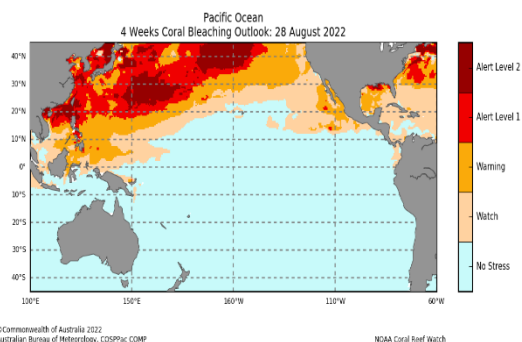 Pacific Ocean
4 Weeks Coral Bleaching Outlook: 28 August 2022
40°N
30°N
20°N
10°N
0°
10°S
20°S
30°S
40°S
100°E
150°E
160°W
110°W
60°W
Alert Level 2
Alert Level 1
Warning
Watch
No Stress
©Commonwealth of Australia 2022
Australian Bureau of Meteorology, COSPPac COMP
NOAA Coral Reef Watch